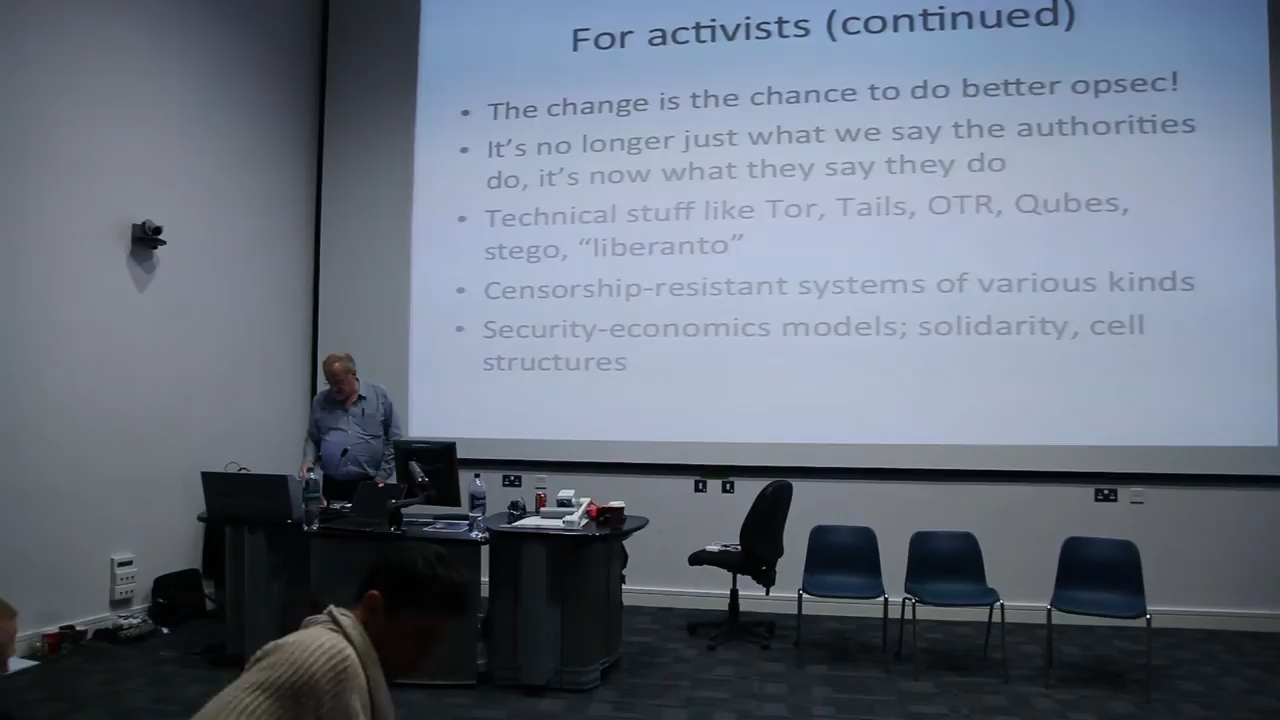 For activists (continued)
• The change is the chance to do better opsec!
• It's no longer just what we say the authorities
do, it's now what they say they do
• Technical stuff like Tor, Tails, OTR, Qubes,
stego, "liberanto"
• Censorship-resistant systems of various kinds
• Security-economics models; solidarity, cell
structures